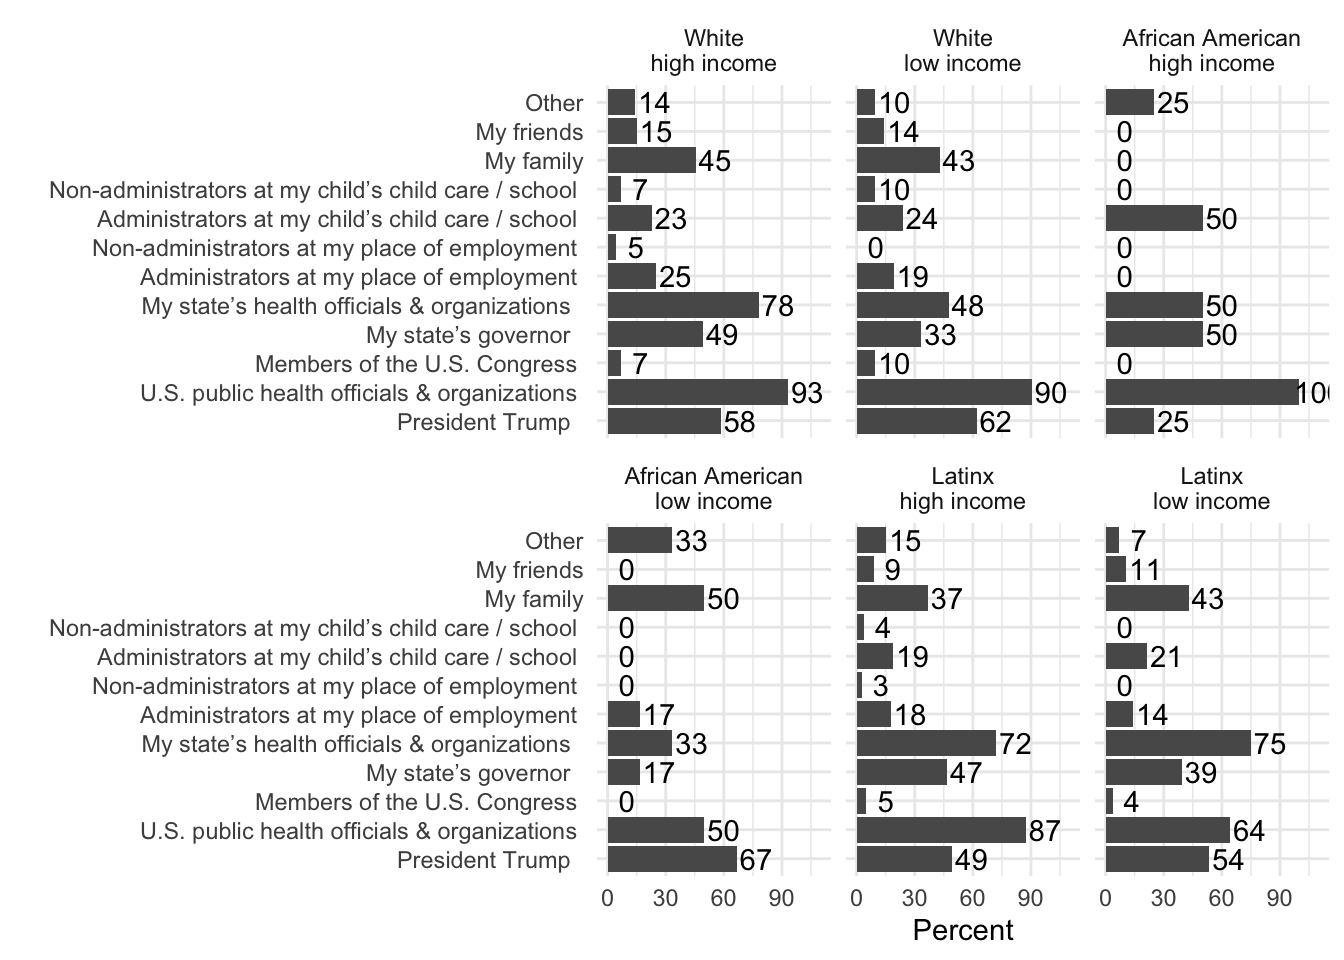 White
high income
White
low income
African American
high income
Other 14 10 25
My friends 15 14 0
My family 45 43 0
Non-administrators at my child’s child care / school 7 10 0
Administrators at my child’s child care / school 23 24 50
Non-administrators at my place of employment 5 0 0
Administrators at my place of employment 25 19 0
My state’s health officials & organizations 78 48 50
My state’s governor 49 33 50
Members of the U.S. Congress 7 10 0
U.S. public health officials & organizations 93 90 100
President Trump 58 62 25
African American
low income
Latinx
high income
Latinx
low income
Other 33 15 7
My friends 0 9 11
My family 50 37 43
Non-administrators at my child’s child care / school 0 4 0
Administrators at my child’s child care / school 0 19 21
Non-administrators at my place of employment 0 3 0
Administrators at my place of employment 17 18 14
My state’s health officials & organizations 33 72 75
My state’s governor 17 47 39
Members of the U.S. Congress 0 5 4
U.S. public health officials & organizations 50 87 64
President Trump 67 49 54
0 30 60 90 0 30 60 90 0 30 60 90
Percent